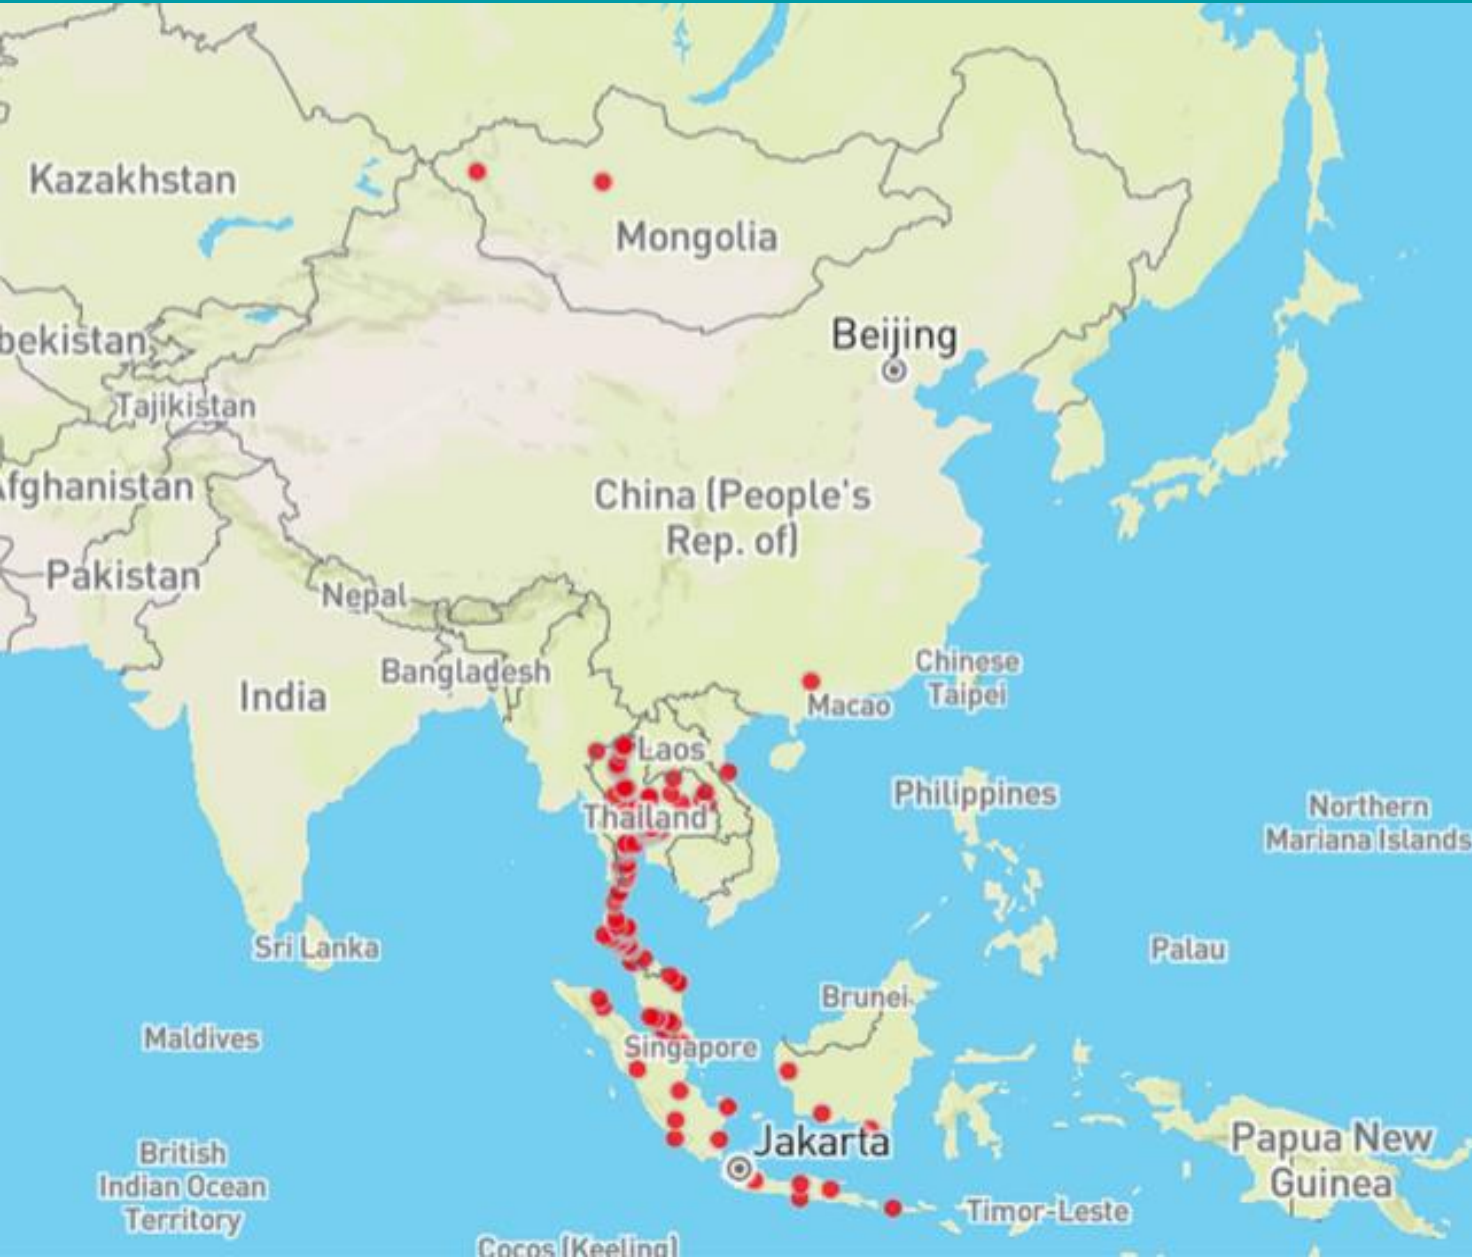 Kazakhstan
Mongolia
Beijing
bekistan
Tajikistan
Afghanistan
China (People's
Rep. of)
Pakistan
Nepal
Bangladesh
India
Chinese
Taipei
Macao
Laos
Philippines
Thailand
Northern
Mariana Islands
Sri Lanka
Palau
Brunei
Maldives
Singapore
Jakarta
Papua New
Guinea
British
Indian Ocean
Territory
Timor-Leste
Cocos (Keeling)